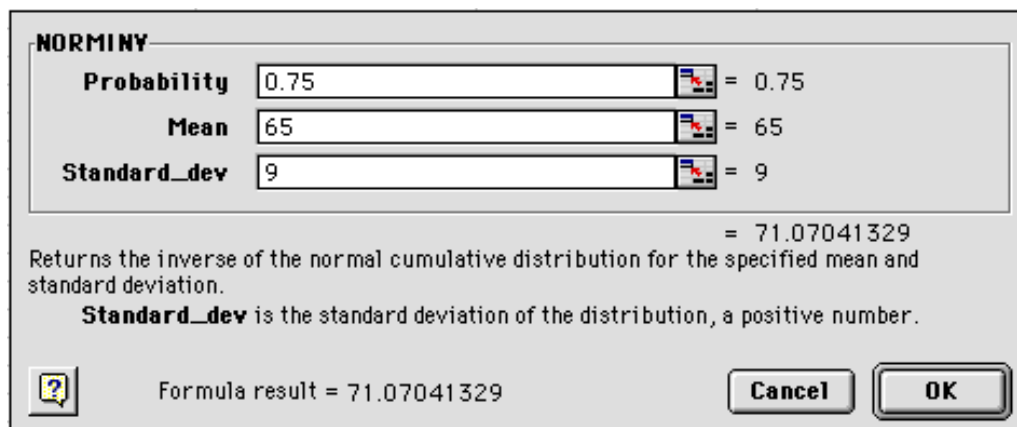 NORMINV
Probability 0.75 = 0.75
Mean 65 = 65
Standard_dev 9 = 9
= 71.07041329
Returns the inverse of the normal cumulative distribution for the specified mean and
standard deviation.
Standard_dev is the standard deviation of the distribution, a positive number.
? Formula result = 71.07041329 Cancel OK